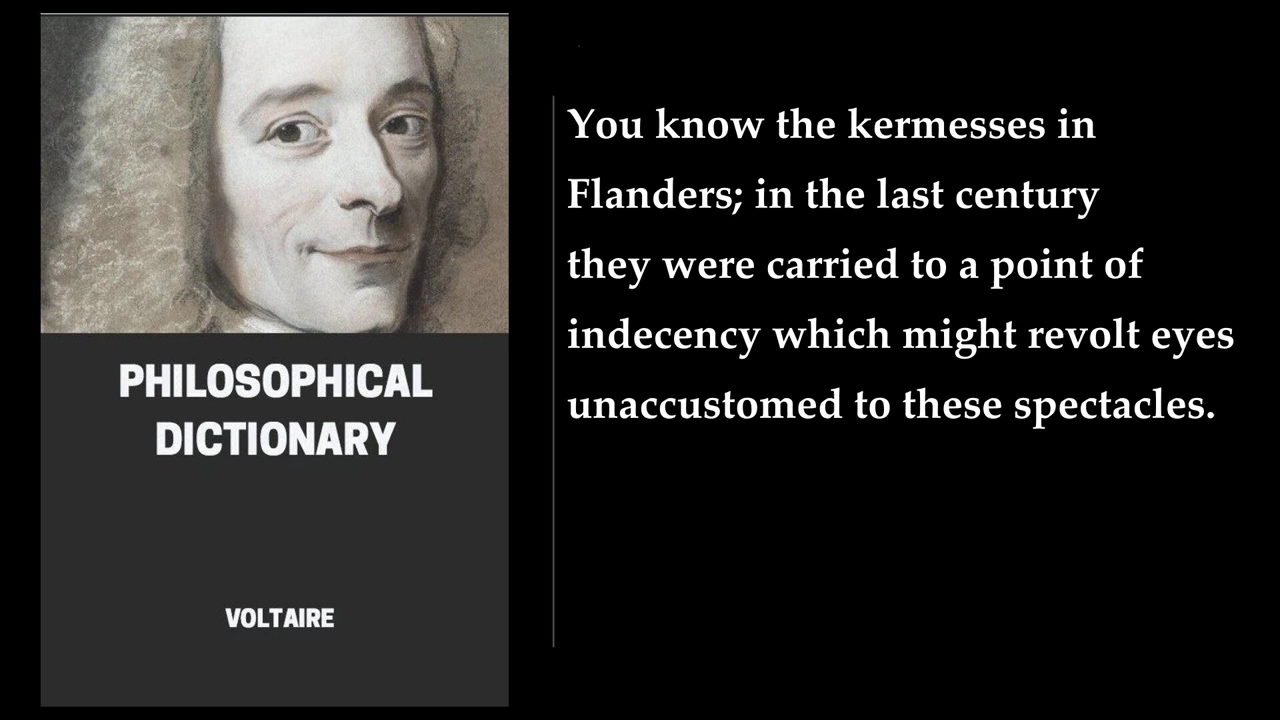 PHILOSOPHICAL
DICTIONARY
VOLTAIRE
You know the kermesses in
Flanders; in the last century
they were carried to a point of
indecency which might revolt eyes
unaccustomed to these spectacles.